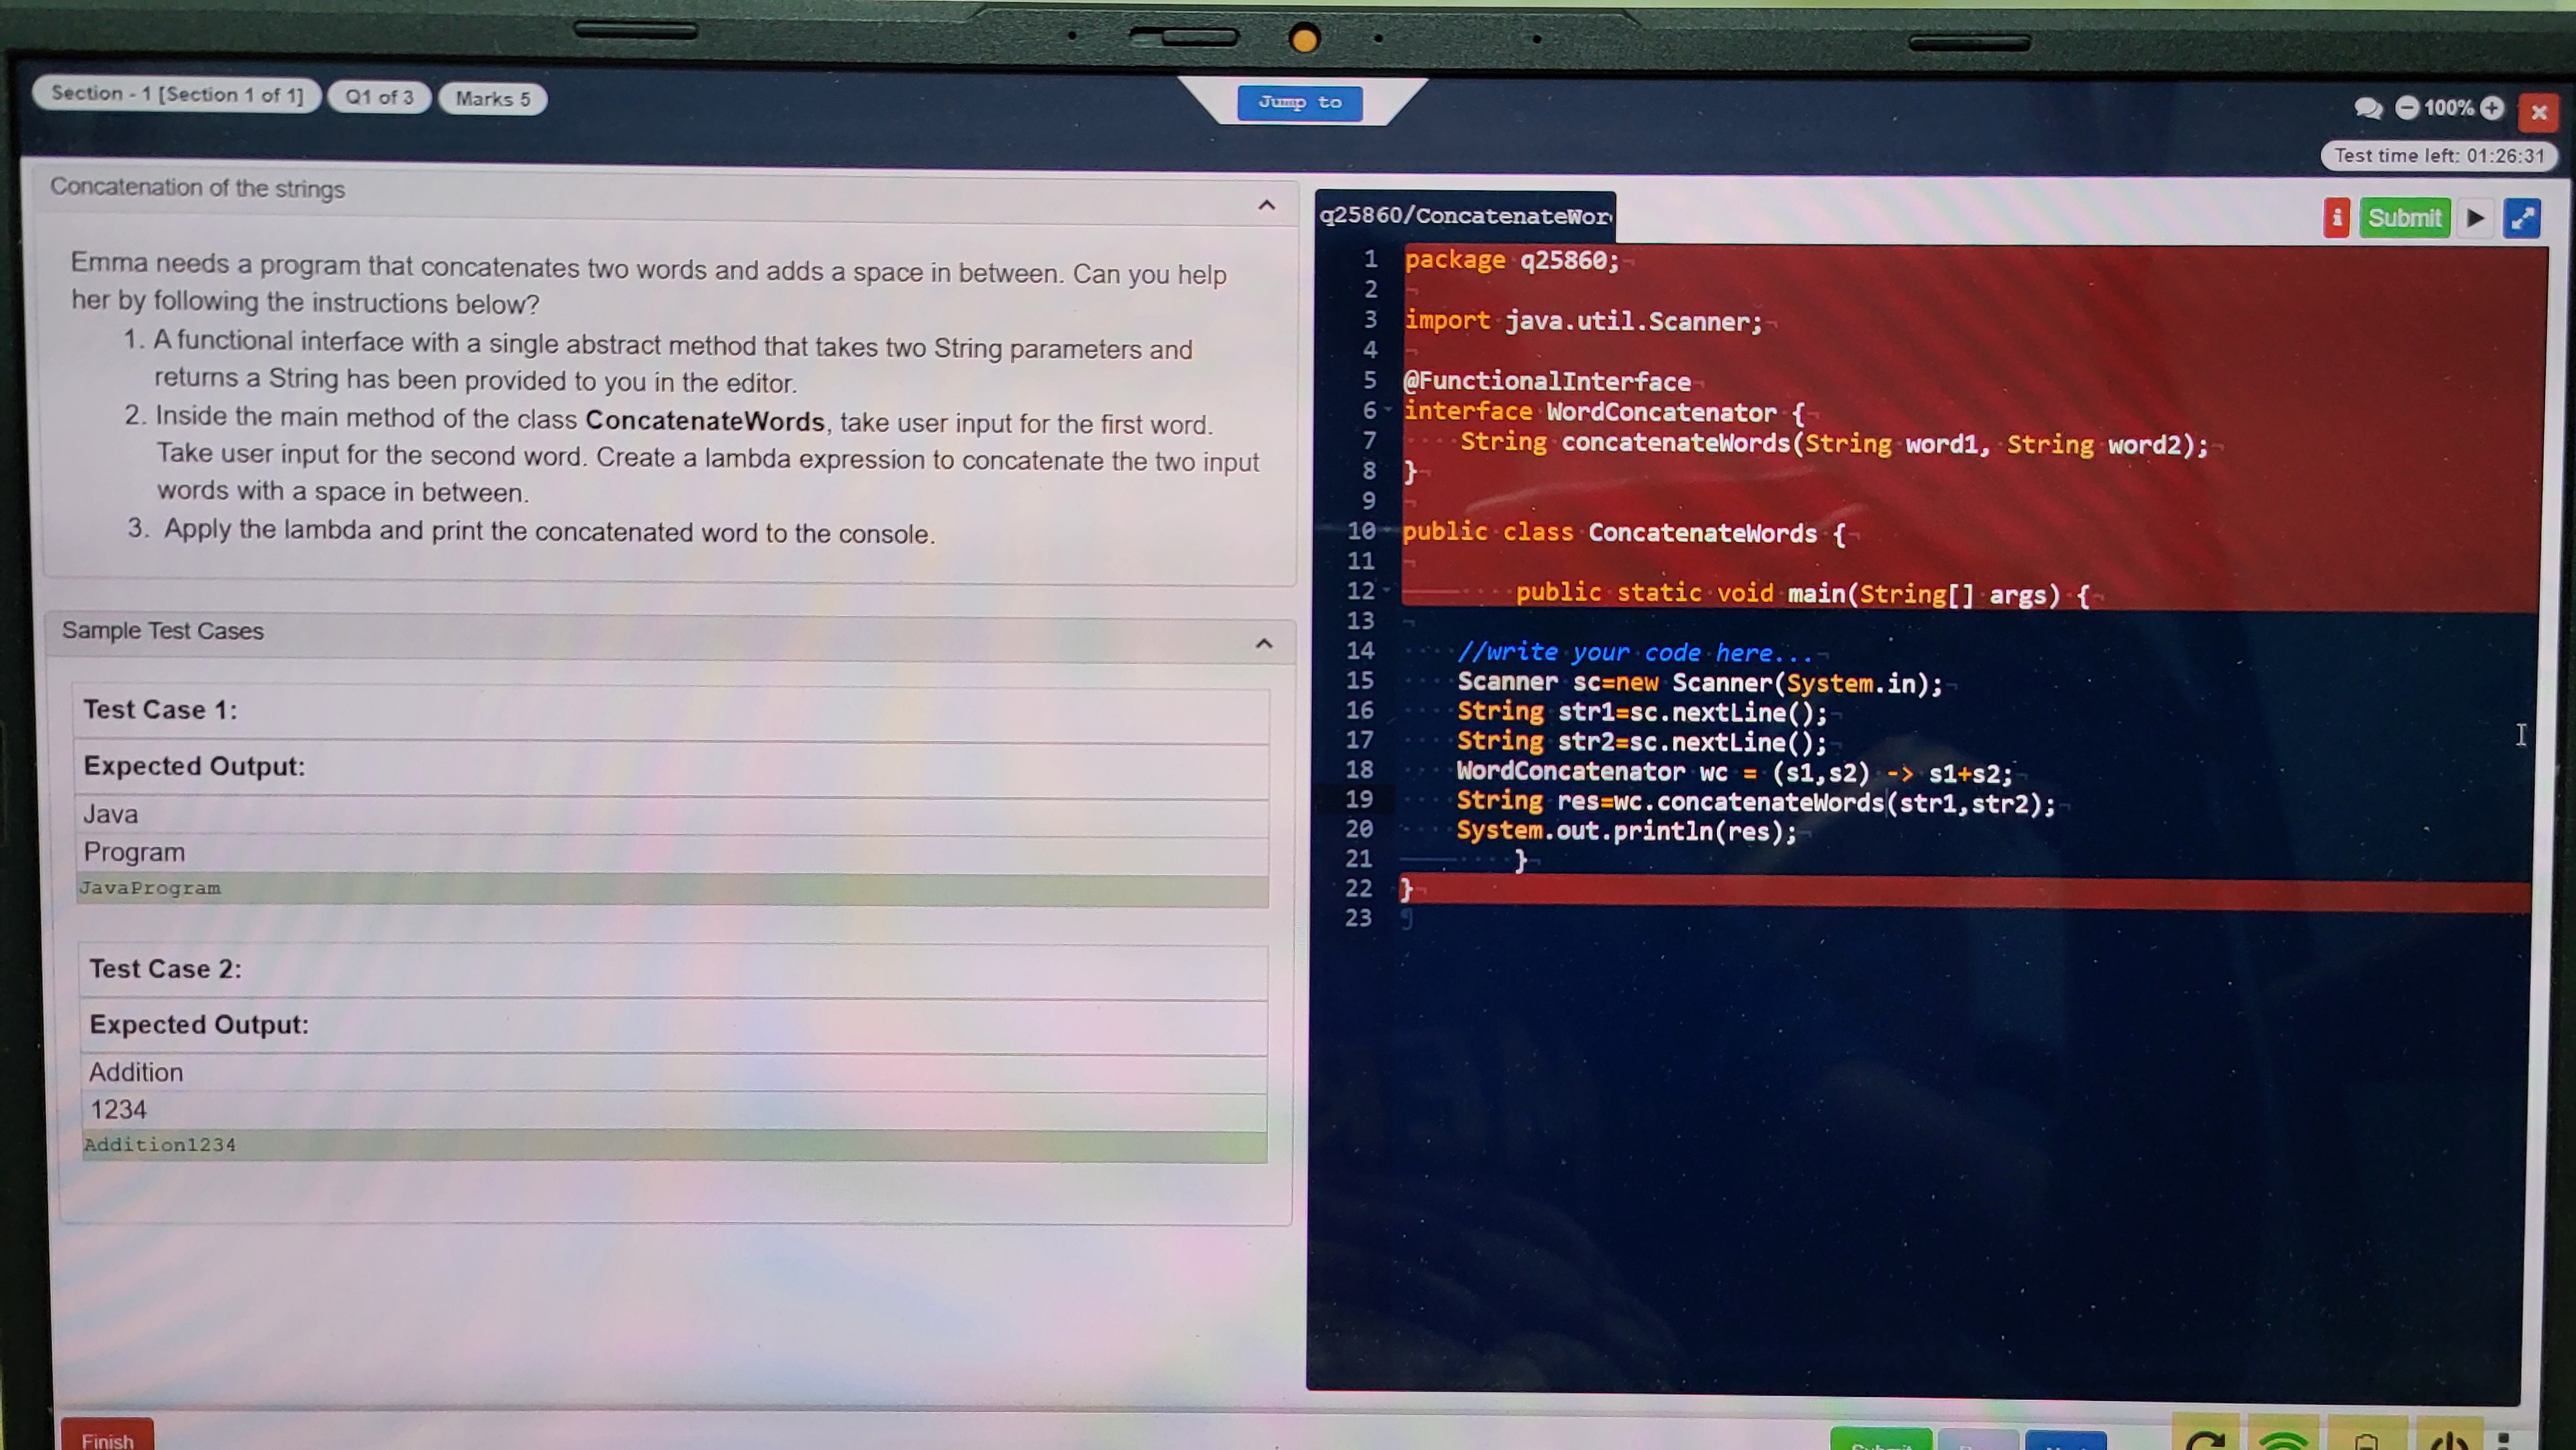 Section - 1 [Section 1 of 1] Q1 of 3 Marks 5
Jump to
100%
Test time left: 01:26:31
Concatenation of the strings
Emma needs a program that concatenates two words and adds a space in between. Can you help
her by following the instructions below?
1. A functional interface with a single abstract method that takes two String parameters and
returns a String has been provided to you in the editor.
2. Inside the main method of the class ConcatenateWords, take user input for the first word.
Take user input for the second word. Create a lambda expression to concatenate the two input
words with a space in between.
3. Apply the lambda and print the concatenated word to the console.
Sample Test Cases
Test Case 1:
Expected Output:
Java
Program
JavaProgram
Test Case 2:
Expected Output:
Addition
1234
Addition1234
Finish
q25860/ConcatenateWor
i Submit
1 package q25860;
2
3 import java.util.Scanner;
4
5 @FunctionalInterface
6 interface WordConcatenator {
7 String concatenateWords(String word1, String word2);
8 }
9
10 public class ConcatenateWords {
11
12 public static void main(String[] args) {
13
14 //write your code here...
15 Scanner sc=new Scanner(System.in);
16 String str1=sc.nextLine();
17 String str2=sc.nextLine();
18 WordConcatenator wc = (s1,s2) -> s1+s2;
19 String res=wc.concatenateWords(str1,str2);
20 System.out.println(res);
21 }
22 }
23